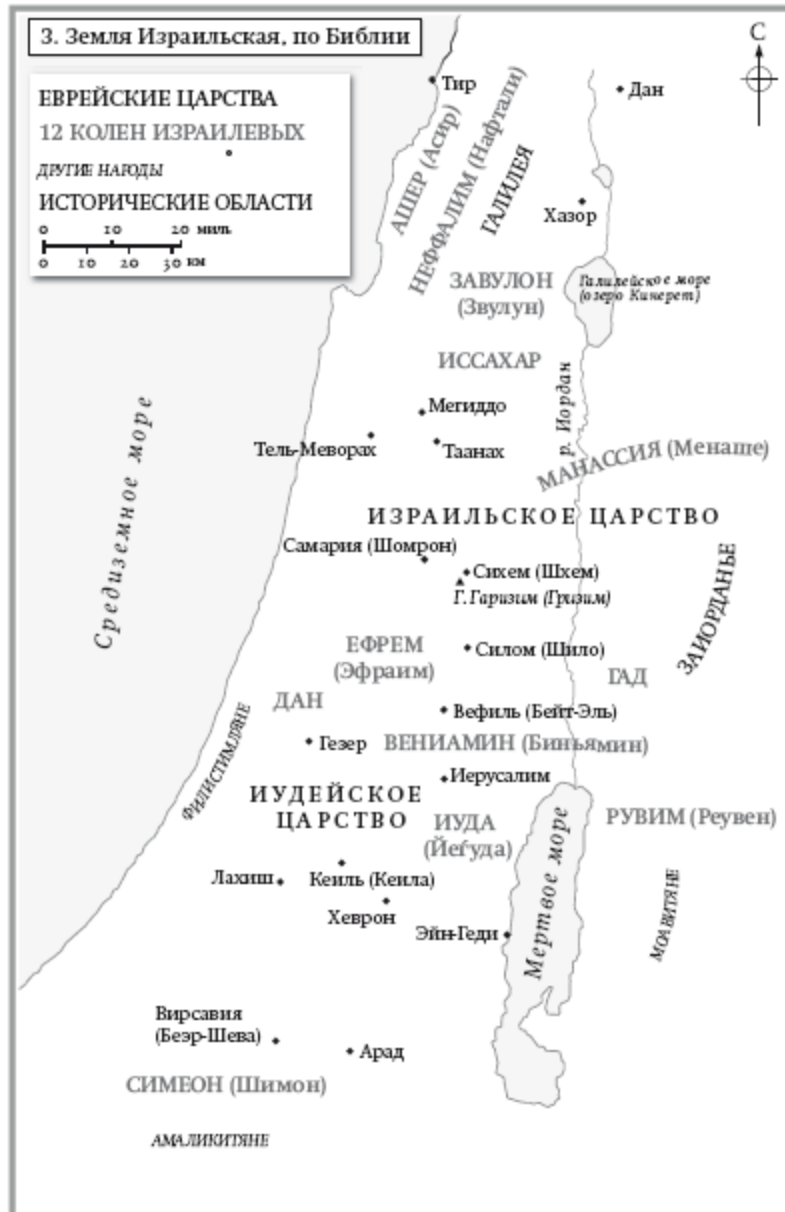 3. Земля Израильская, по Библии
С
ЕВРЕЙСКИЕ ЦАРСТВА
12 КОЛЕН ИЗРАИЛЕВЫХ
ДРУГИЕ НАРОДЫ
ИСТОРИЧЕСКИЕ ОБЛАСТИ
0 10 20 миль
0 10 20 30 км
Тир
Дан
АШЕР (Асир)
НЕФФАЛИМ (Нафтали)
ГАЛИЛЕЯ
Хазор
ЗАВУЛОН
(Звулун)
Галилейское море
(озеро Кинерет)
ИССАХАР
р. Иордан
Мегиддо
Тель-Меворах
Таанах
МАНАССИЯ (Менаше)
Средиземное море
ИЗРАИЛЬСКОЕ ЦАРСТВО
Самария (Шомрон)
Сихем (Шхем)
Г. Гаризим (Гризим)
ЗАИОРДАНЬЕ
ЕФРЕМ
(Эфраим)
Силом (Шило)
ГАД
ДАН
Вефиль (Бейт-Эль)
Гезер
ВЕНИАМИН (Биньямин)
ФИЛИСТИМЛЯНЕ
Иерусалим
ИУДЕЙСКОЕ
ЦАРСТВО
ИУДА
(Йеѓуда)
РУВИМ (Реувен)
Мертвое море
Лахиш
Кеиль (Кеила)
Хеврон
Эйн-Геди
МОАВИТЯНЕ
Вирсавия
(Беэр-Шева)
Арад
СИМЕОН (Шимон)
АМАЛИКИТЯНЕ